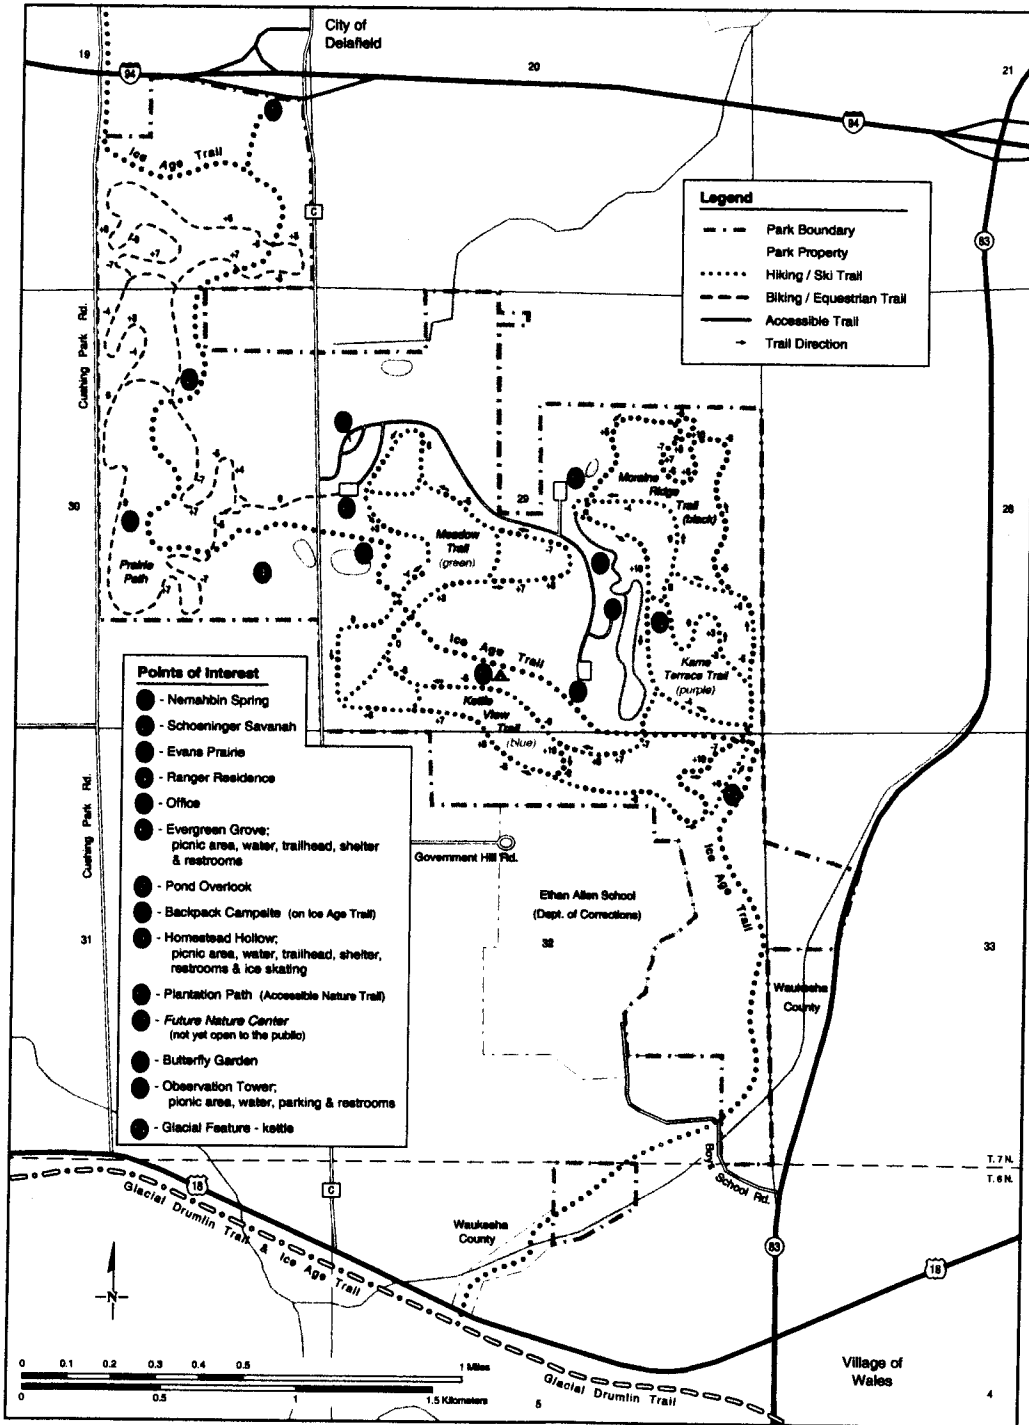 City of
Delafield
19
20
21
94
94
Ice Age Trail
C
83
Legend
Park Boundary
Park Property
Hiking / Ski Trail
Biking / Equestrian Trail
Accessible Trail
Trail Direction
Cushing Park Rd.
30
29
28
Moraine
Ridge
Trail
(black)
Meadow
Trail
(green)
Prairie
Path
Ice Age Trail
Kame
Terrace Trail
(purple)
Kettle
View
Trail
(blue)
Points of Interest
- Nemahbin Spring
- Schoeninger Savanah
- Evans Prairie
- Ranger Residence
- Office
- Evergreen Grove;
picnic area, water, trailhead, shelter
& restrooms
- Pond Overlook
- Backpack Campsite (on Ice Age Trail)
- Homestead Hollow;
picnic area, water, trailhead, shelter,
restrooms & ice skating
- Plantation Path (Accessible Nature Trail)
- Future Nature Center
(not yet open to the public)
- Butterfly Garden
- Observation Tower;
picnic area, water, parking & restrooms
- Glacial Feature - kettle
Cushing Park Rd.
Government Hill Rd.
Ice Age Trail
Ethan Allen School
(Dept. of Corrections)
31
32
33
Waukesha
County
Boys School Rd.
T. 7 N.
T. 6 N.
18
C
Glacial Drumlin Trail & Ice Age Trail
Waukesha
County
83
18
N
0 0.1 0.2 0.3 0.4 0.5 1 Miles
0 0.5 1 1.5 Kilometers
Glacial Drumlin Trail
Village of
Wales
5
4